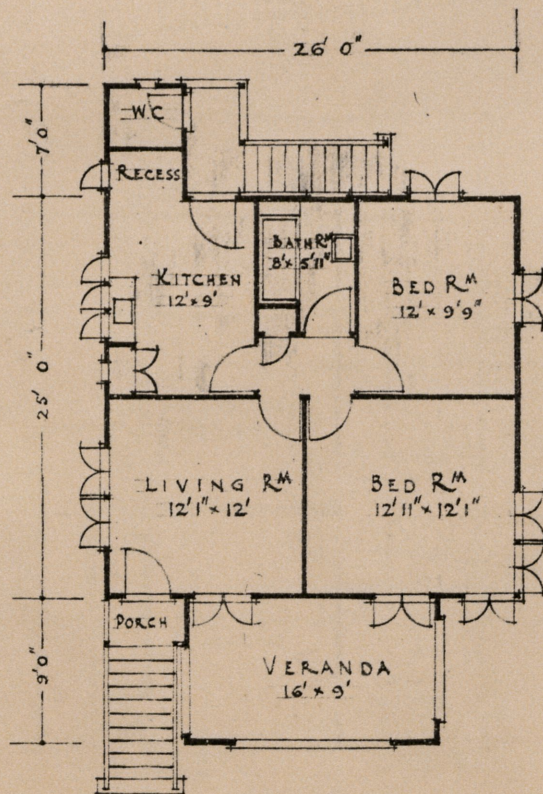 26' 0"
7'0"
W.C
RECESS
BATH Rᴹ
8' x 5'11"
KITCHEN
12' x 9'
BED Rᴹ
12' x 9'9"
25' 0"
LIVING Rᴹ
12'1" x 12'
BED Rᴹ
12'11" x 12'1"
PORCH
9'0"
VERANDA
16' x 9'